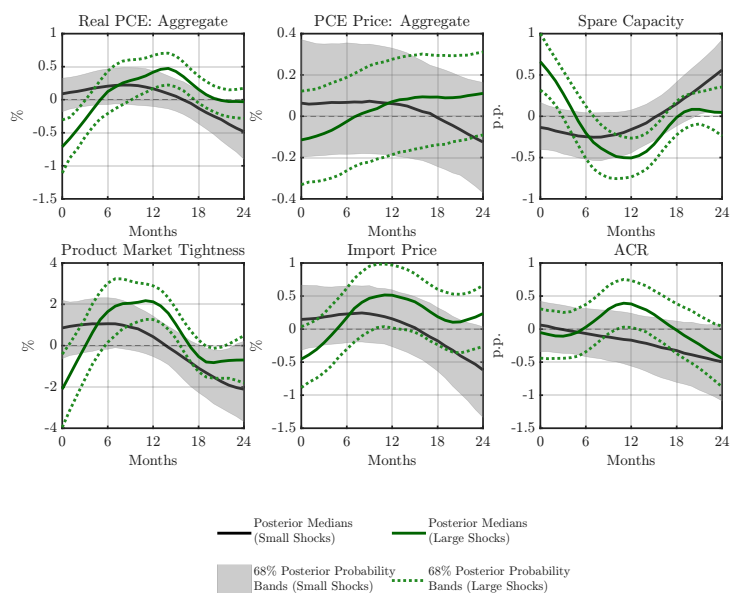 Real PCE: Aggregate
PCE Price: Aggregate
Spare Capacity
1
0.5
0
-0.5
-1
-1.5
%
0 6 12 18 24
Months
0.4
0.2
0
-0.2
-0.4
%
0 6 12 18 24
Months
1
0.5
0
-0.5
-1
p.p.
0 6 12 18 24
Months
Product Market Tightness
Import Price
ACR
4
2
0
-2
-4
%
0 6 12 18 24
Months
1
0.5
0
-0.5
-1
-1.5
%
0 6 12 18 24
Months
1
0.5
0
-0.5
-1
-1.5
p.p.
0 6 12 18 24
Months
Posterior Medians
(Small Shocks)
Posterior Medians
(Large Shocks)
68% Posterior Probability
Bands (Small Shocks)
68% Posterior Probability
Bands (Large Shocks)